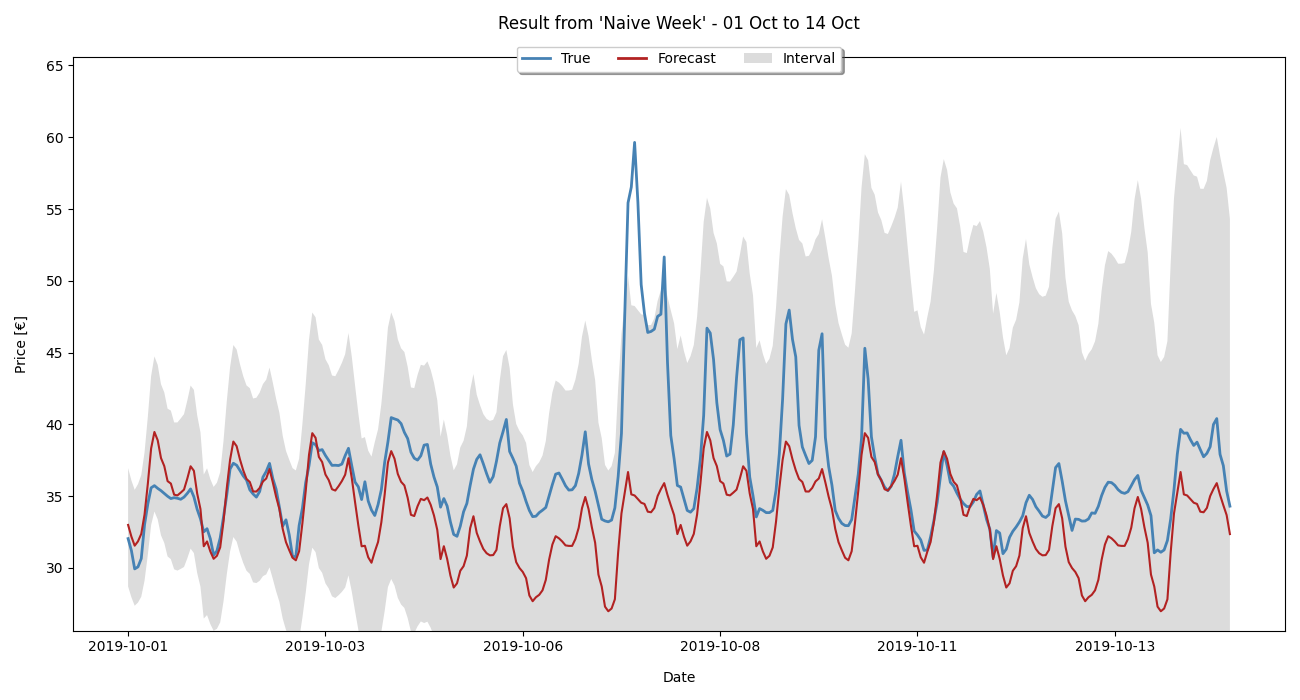 Result from 'Naive Week' - 01 Oct to 14 Oct
True
Forecast
Interval
65
60
55
50
45
40
35
30
Price [€]
2019-10-01
2019-10-03
2019-10-06
2019-10-08
2019-10-11
2019-10-13
Date